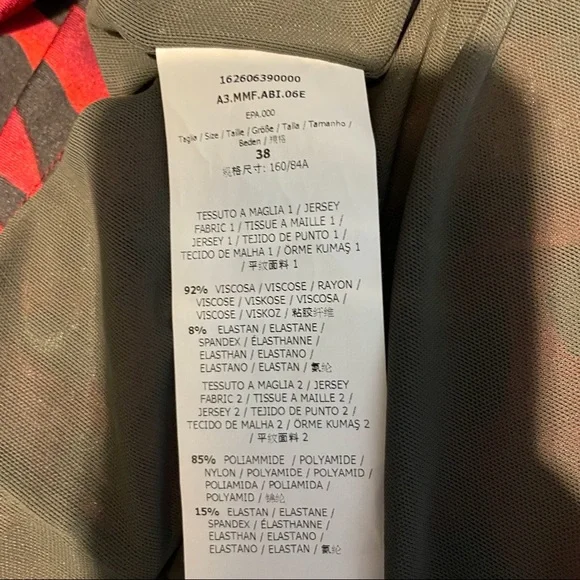 162606390000
A3.MMF.ABI.06E
EPA.000
Taglia / Size / Taille / Größe / Talla / Tamanho /
Beden / 规格
38
规格尺寸: 160/84A
TESSUTO A MAGLIA 1 / JERSEY
FABRIC 1 / TISSUE A MAILLE 1 /
JERSEY 1 / TEJIDO DE PUNTO 1 /
TECIDO DE MALHA 1 / ÖRME KUMAŞ 1
/ 平纹面料 1
92% VISCOSA / VISCOSE / RAYON /
VISCOSE / VISKOSE / VISCOSA /
VISCOSE / VISKOZ / 粘胶纤维
8% ELASTAN / ELASTANE /
SPANDEX / ÉLASTHANNE /
ELASTHAN / ELASTANO /
ELASTANO / ELASTAN / 氨纶
TESSUTO A MAGLIA 2 / JERSEY
FABRIC 2 / TISSUE A MAILLE 2 /
JERSEY 2 / TEJIDO DE PUNTO 2 /
TECIDO DE MALHA 2 / ÖRME KUMAŞ 2
/ 平纹面料 2
85% POLIAMMIDE / POLYAMIDE /
NYLON / POLYAMIDE / POLYAMID /
POLIAMIDA / POLIAMIDA /
POLYAMID / 锦纶
15% ELASTAN / ELASTANE /
SPANDEX / ÉLASTHANNE /
ELASTHAN / ELASTANO /
ELASTANO / ELASTAN / 氨纶